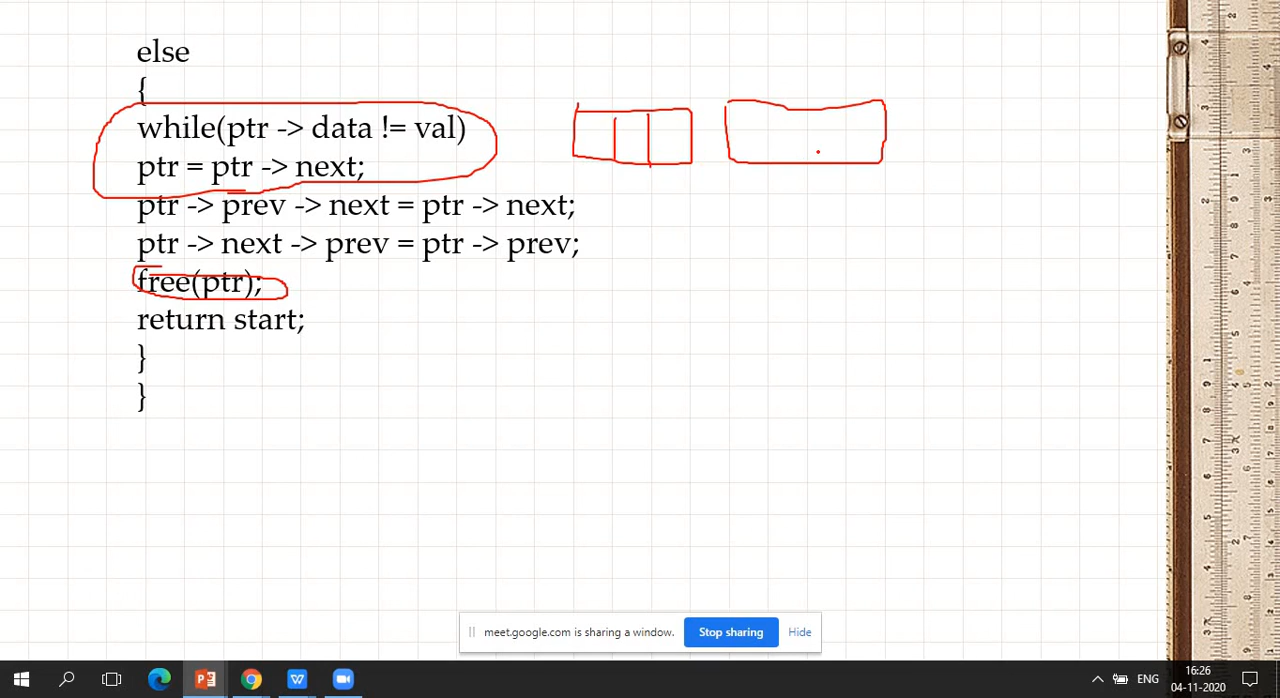 else
{
while(ptr -> data != val)
ptr = ptr -> next;
ptr -> prev -> next = ptr -> next;
ptr -> next -> prev = ptr -> prev;
free(ptr);
return start;
}
}
meet.google.com is sharing a window. Stop sharing Hide
ENG
16:26
04-11-2020